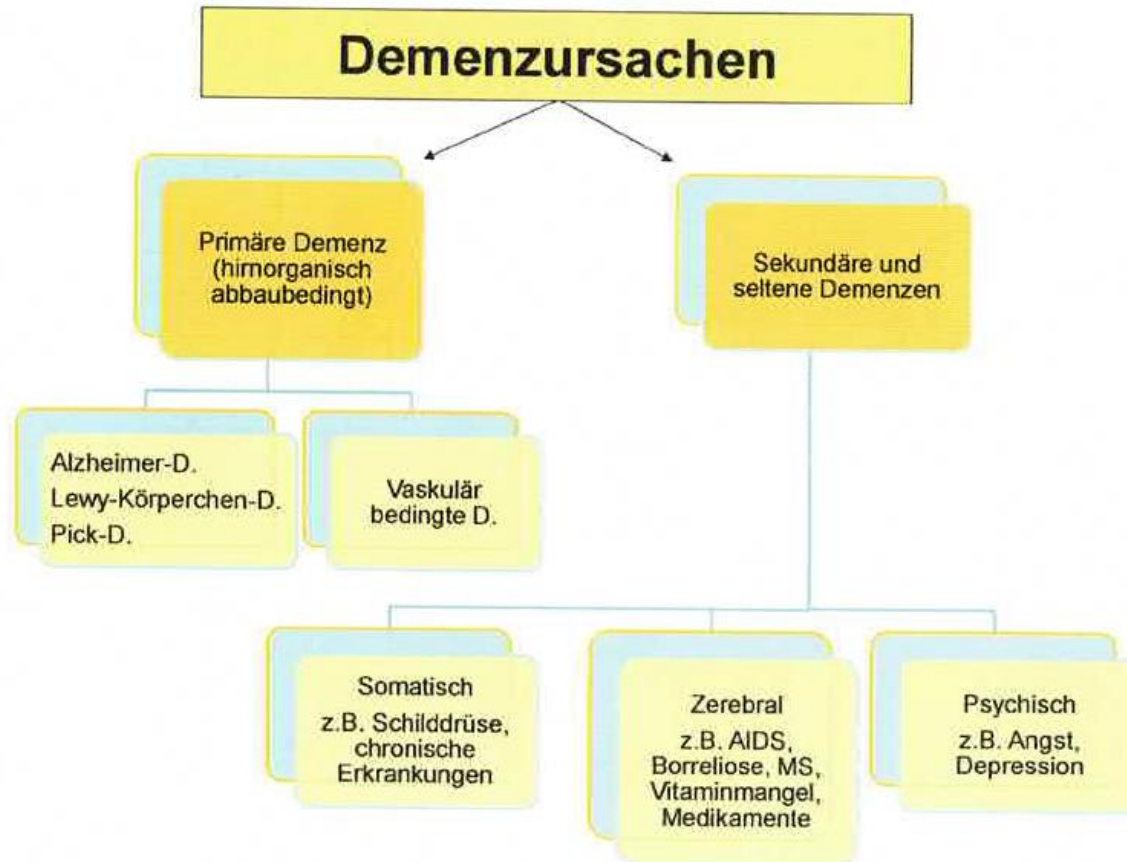 Demenzursachen
Primäre Demenz
(hirnorganisch
abbaubedingt)
Sekundäre und
seltene Demenzen
Alzheimer-D.
Lewy-Körperchen-D.
Pick-D.
Vaskulär
bedingte D.
Somatisch
z.B. Schilddrüse,
chronische
Erkrankungen
Zerebral
z.B. AIDS,
Borreliose, MS,
Vitaminmangel,
Medikamente
Psychisch
z.B. Angst,
Depression